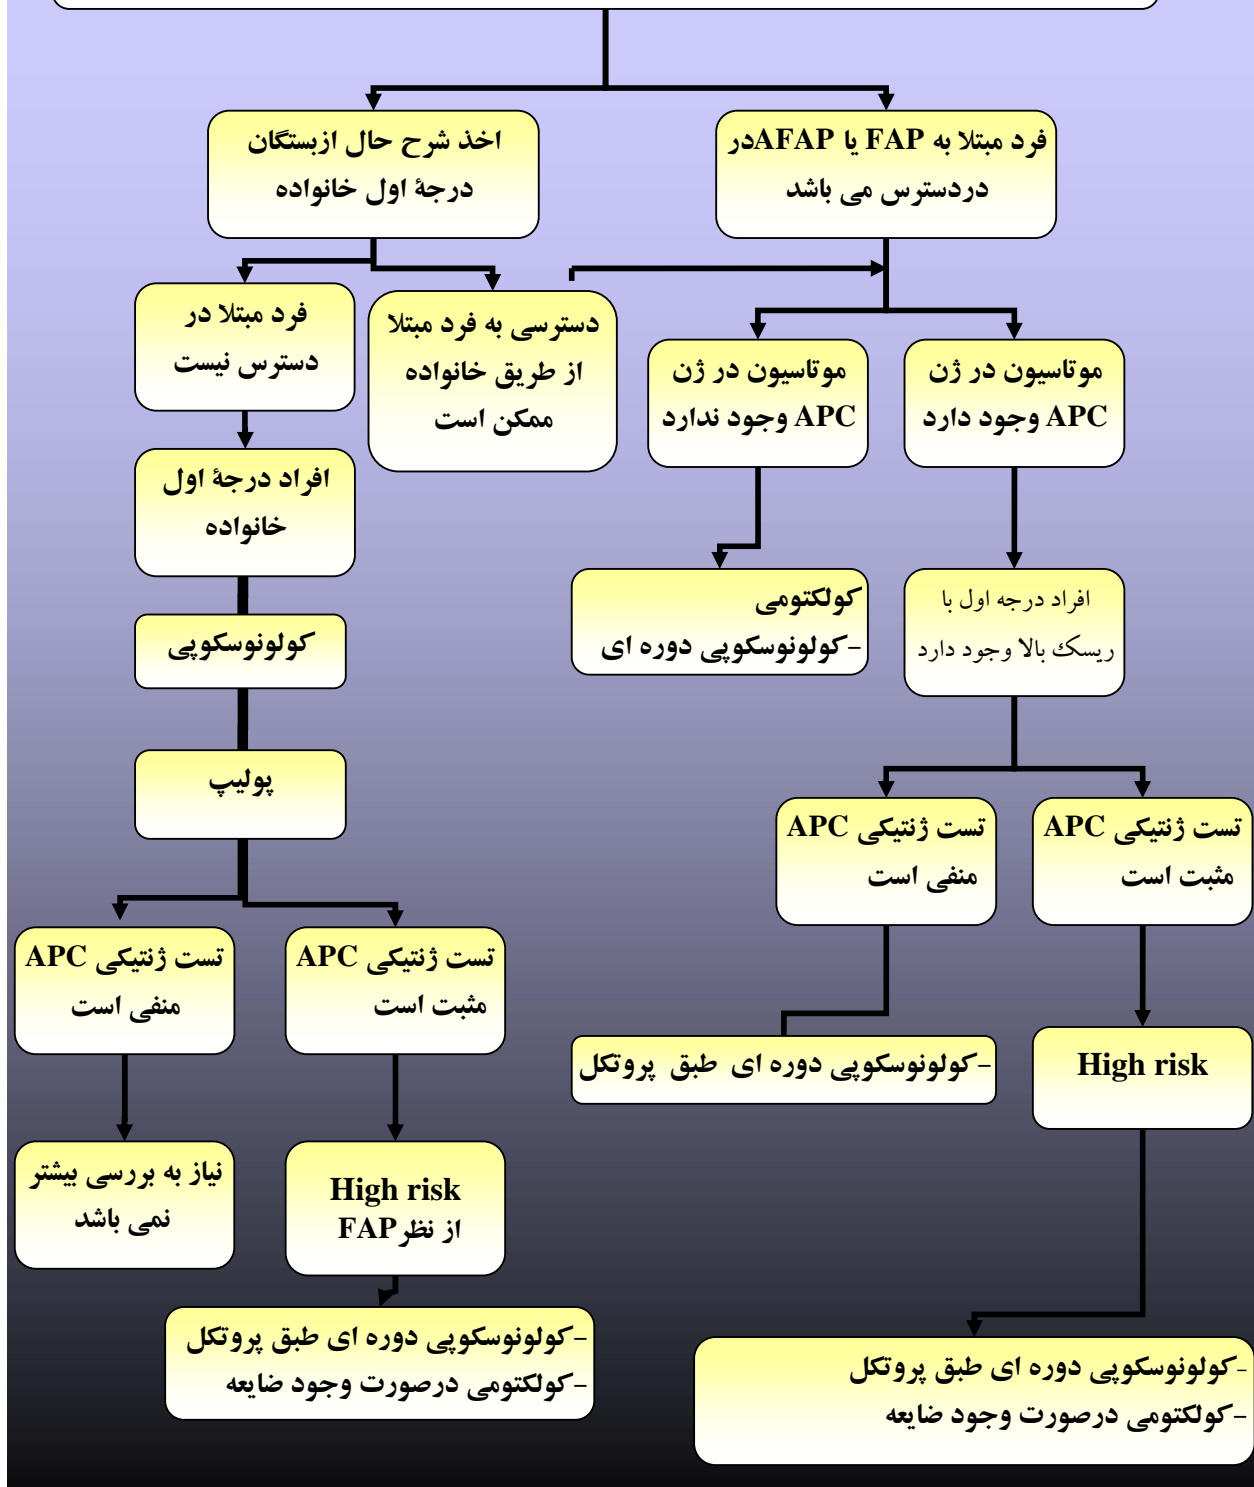 فرد مبتلا به FAP یا AFAPدر
دردسترس می باشد
اخذ شرح حال ازبستگان
درجۀ اول خانواده
دسترسی به فرد مبتلا
از طریق خانواده
ممکن است
فرد مبتلا در
دسترس نیست
موتاسیون در ژن
APC وجود دارد
موتاسیون در ژن
APC وجود ندارد
افراد درجۀ اول
خانواده
کولونوسکوپی
پولیپ
افراد درجه اول با
ریسک بالا وجود دارد
کولکتومی
-کولونوسکوپی دوره ای
تست ژنتیکی APC
مثبت است
تست ژنتیکی APC
منفی است
تست ژنتیکی APC
مثبت است
تست ژنتیکی APC
منفی است
High risk
-کولونوسکوپی دوره ای طبق پروتکل
High risk
از نظرFAP
نیاز به بررسی بیشتر
نمی باشد
-کولونوسکوپی دوره ای طبق پروتکل
-کولکتومی درصورت وجود ضایعه
-کولونوسکوپی دوره ای طبق پروتکل
-کولکتومی درصورت وجود ضایعه